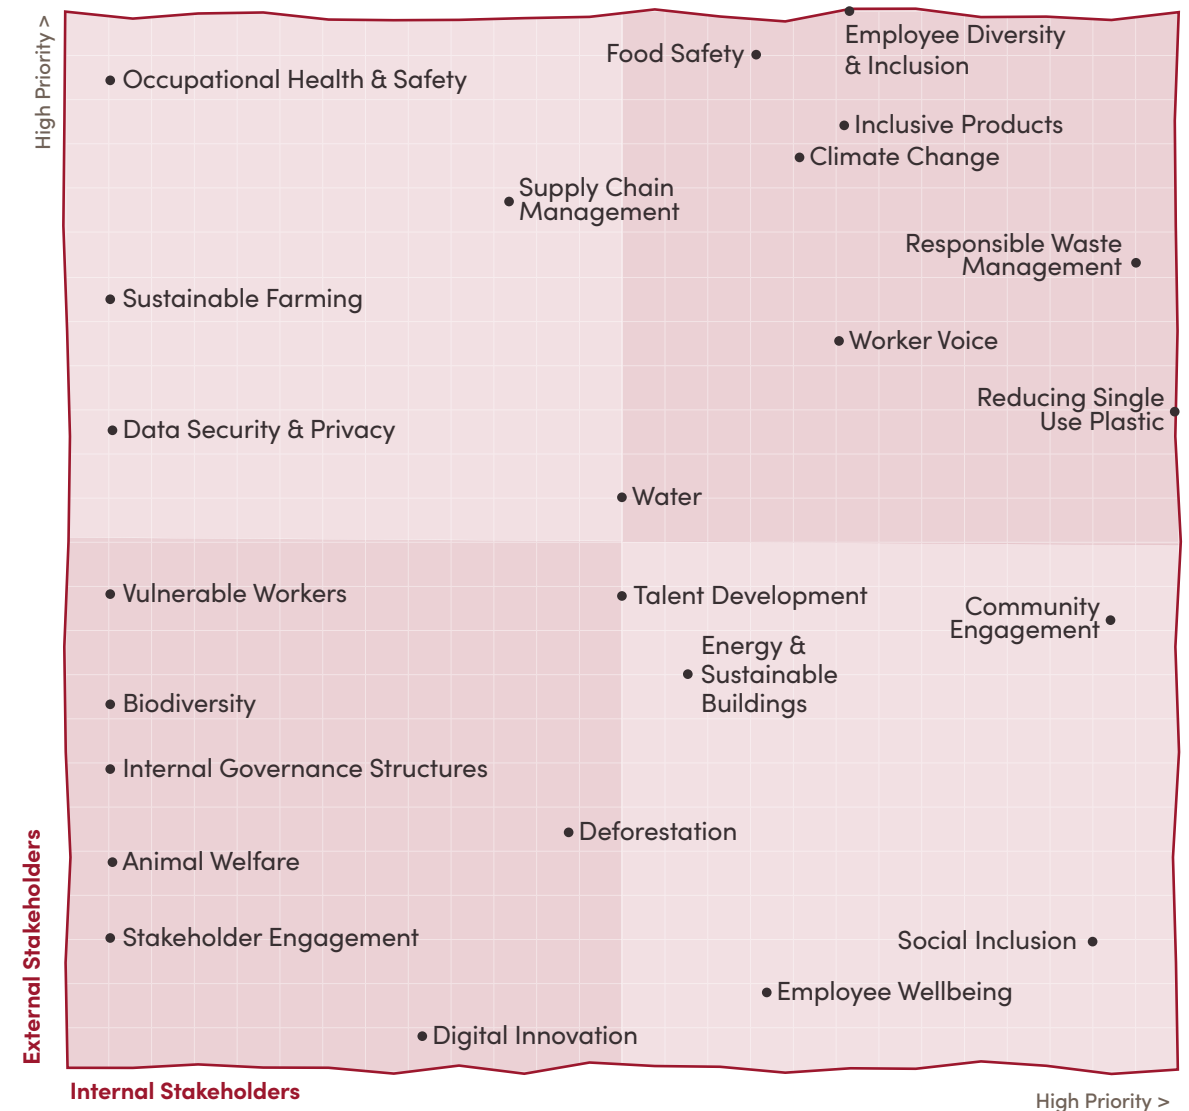 High Priority >
Employee Diversity
& Inclusion
Food Safety
Occupational Health & Safety
Inclusive Products
Climate Change
Supply Chain
Management
Responsible Waste
Management
Sustainable Farming
Worker Voice
Reducing Single
Use Plastic
Data Security & Privacy
Water
Vulnerable Workers
Talent Development
Community
Engagement
Energy &
Sustainable
Buildings
Biodiversity
Internal Governance Structures
Deforestation
Animal Welfare
Stakeholder Engagement
Social Inclusion
Employee Wellbeing
Digital Innovation
External Stakeholders
Internal Stakeholders
High Priority >